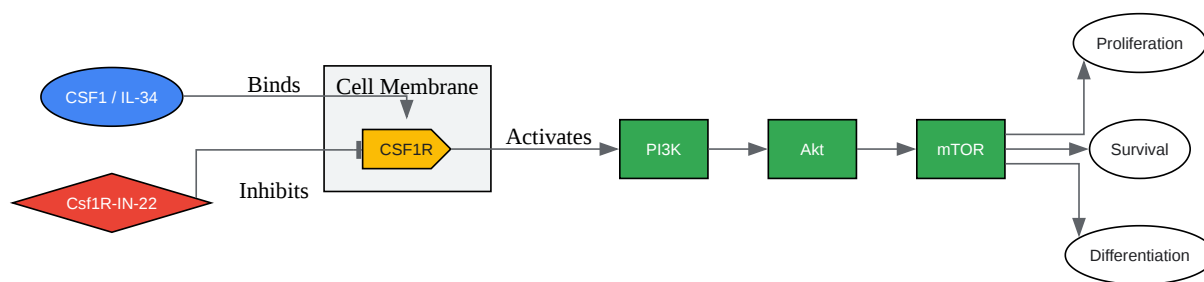 CSF1 / IL-34
Binds
Cell Membrane
CSF1R
Csf1R-IN-22
Inhibits
Activates
PI3K
Akt
mTOR
Proliferation
Survival
Differentiation